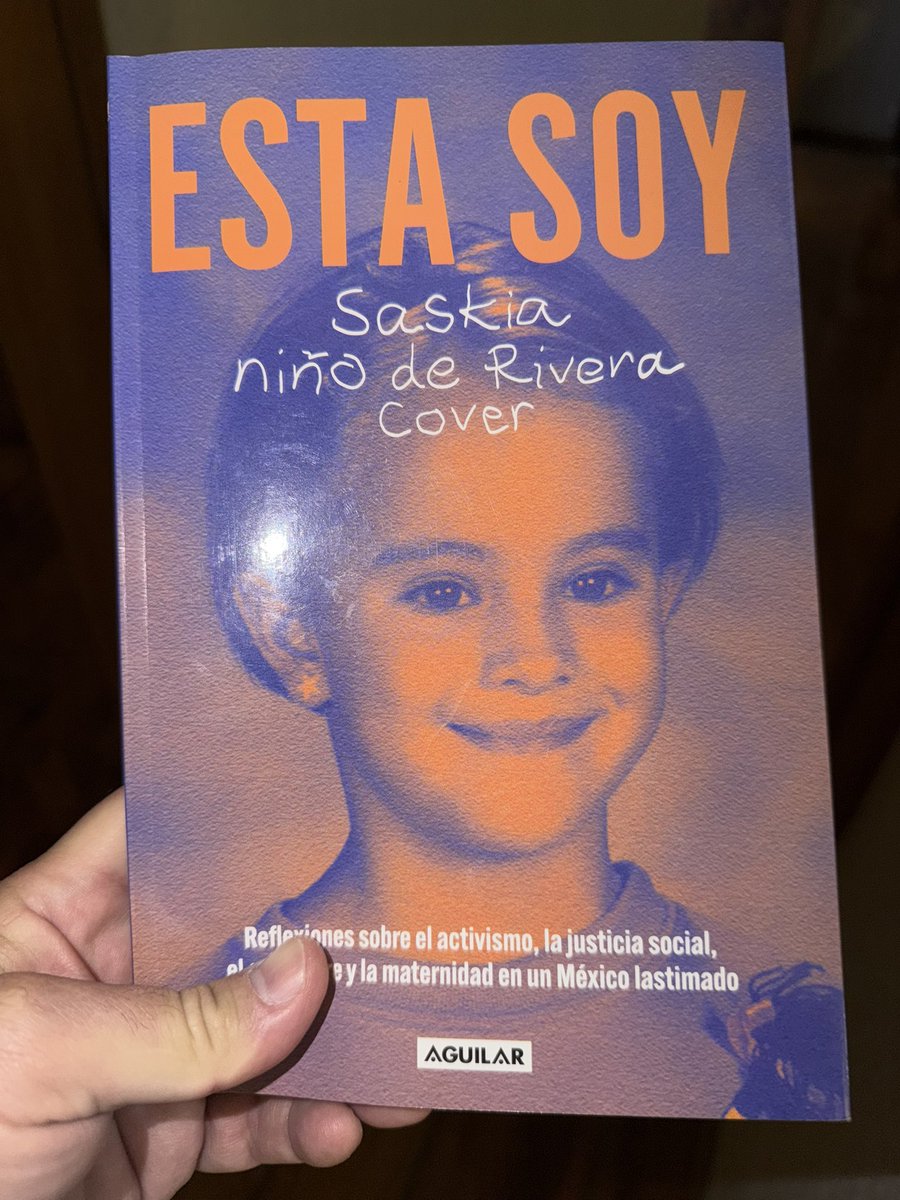 ESTA SOY
Saskia
niño de Rivera
Cover
Reflexiones sobre el activismo, la justicia social,
el y la maternidad en un México lastimado
AGUILAR